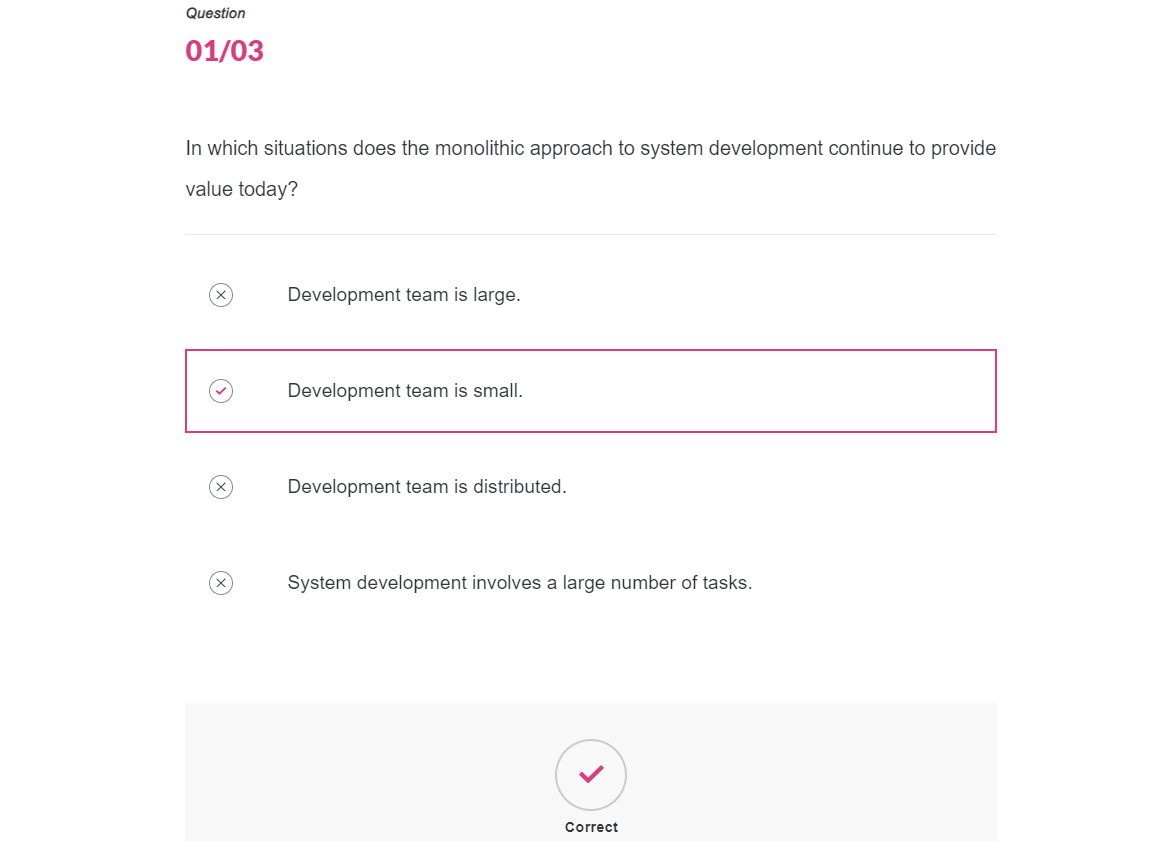 Question
01/03
In which situations does the monolithic approach to system development continue to provide
value today?
Development team is large.
Development team is small.
Development team is distributed.
System development involves a large number of tasks.
Correct